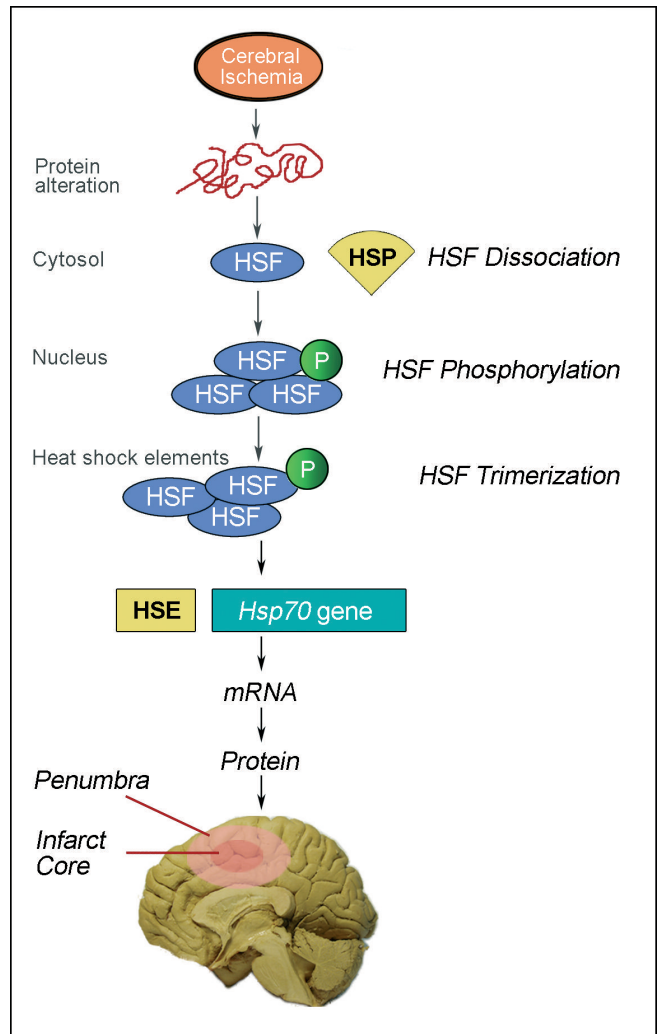 Cerebral
Ischemia
Protein
alteration
Cytosol
HSF
HSP
HSF Dissociation
Nucleus
HSF
P
HSF
HSF
HSF Phosphorylation
Heat shock elements
P
HSF
HSF
HSF
HSF Trimerization
HSE
Hsp70 gene
mRNA
Protein
Penumbra
Infarct
Core